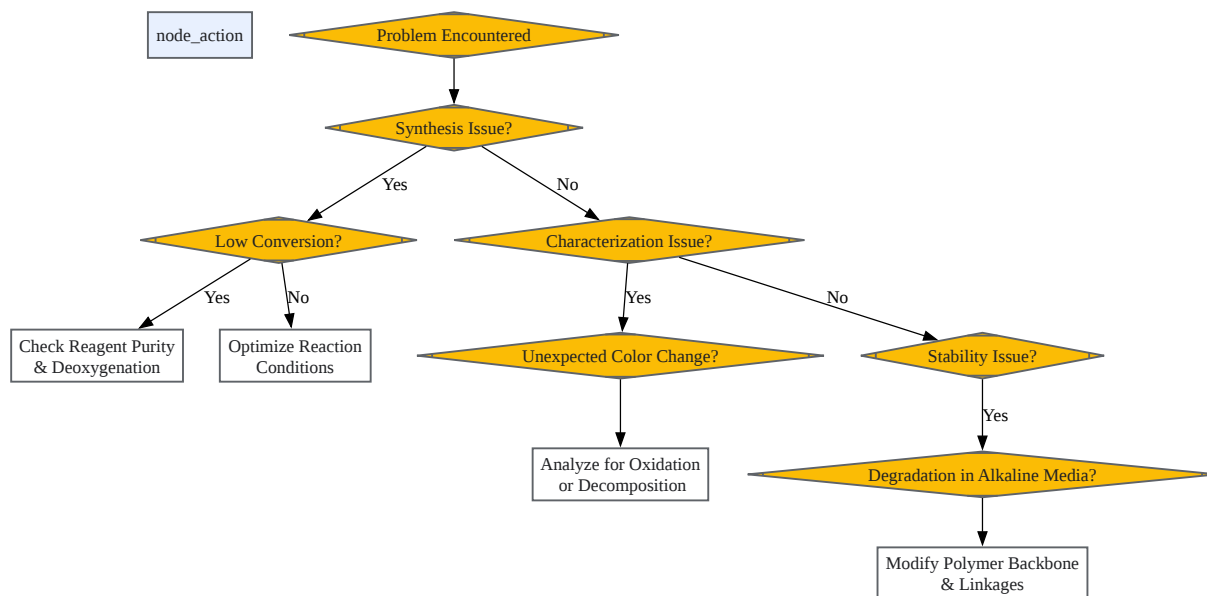 node_action
Problem Encountered
Synthesis Issue?
Yes
No
Low Conversion?
Characterization Issue?
Yes
No
Yes
No
Check Reagent Purity
& Deoxygenation
Optimize Reaction
Conditions
Unexpected Color Change?
Stability Issue?
Yes
Analyze for Oxidation
or Decomposition
Degradation in Alkaline Media?
Modify Polymer Backbone
& Linkages